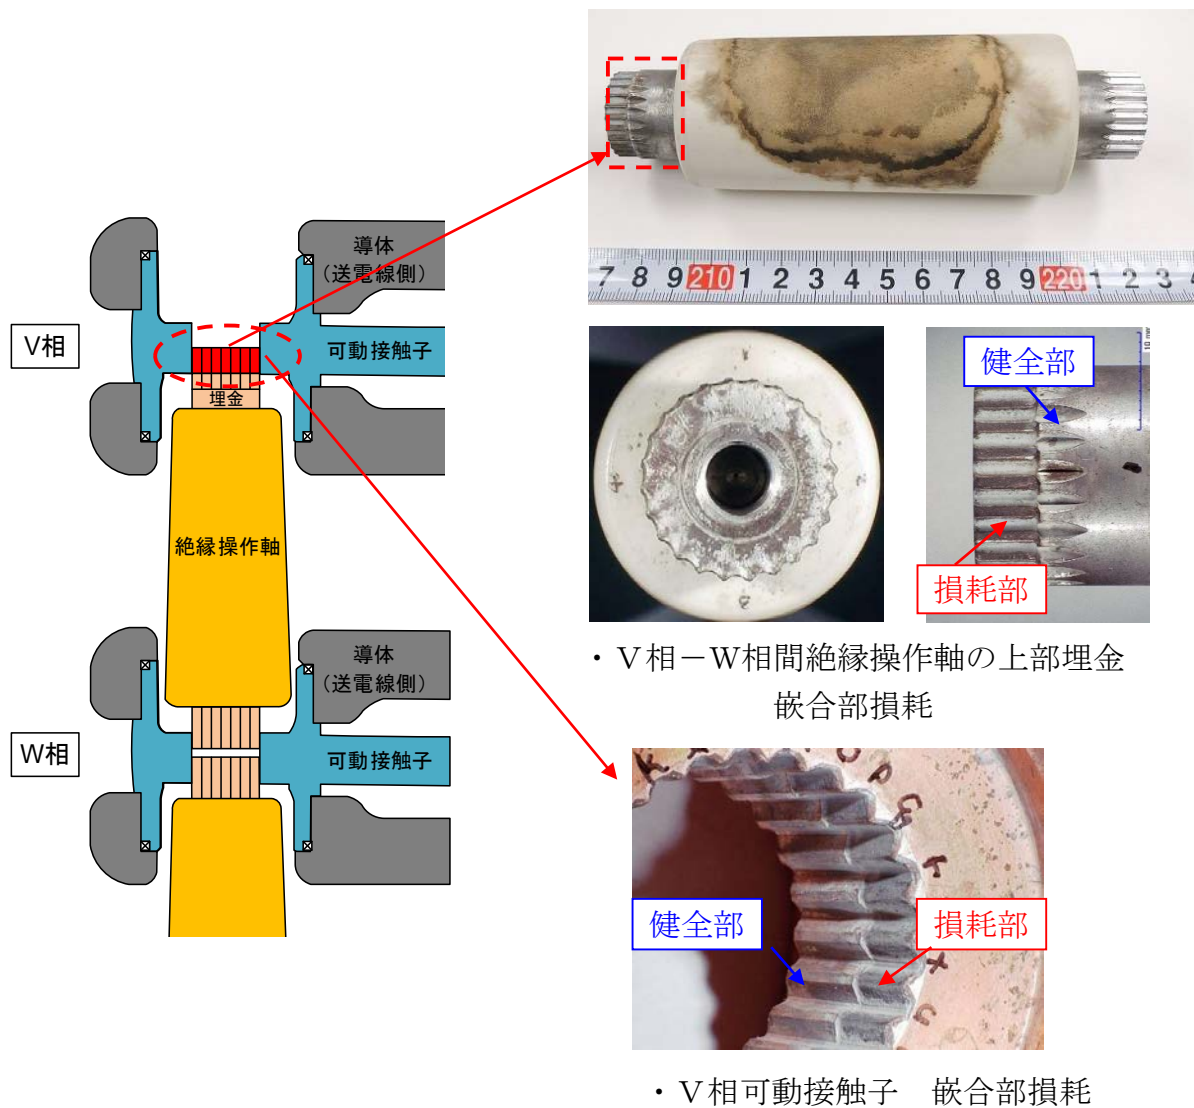 V相
導体
(送電線側)
可動接触子
埋金
絶縁操作軸
W相
導体
(送電線側)
可動接触子
7 8 9 210 1 2 3 4 5 6 7 8 9 220 1 2 3
健全部
損耗部
10 mm
・V相－W相間絶縁操作軸の上部埋金
嵌合部損耗
健全部
損耗部
・V相可動接触子　嵌合部損耗